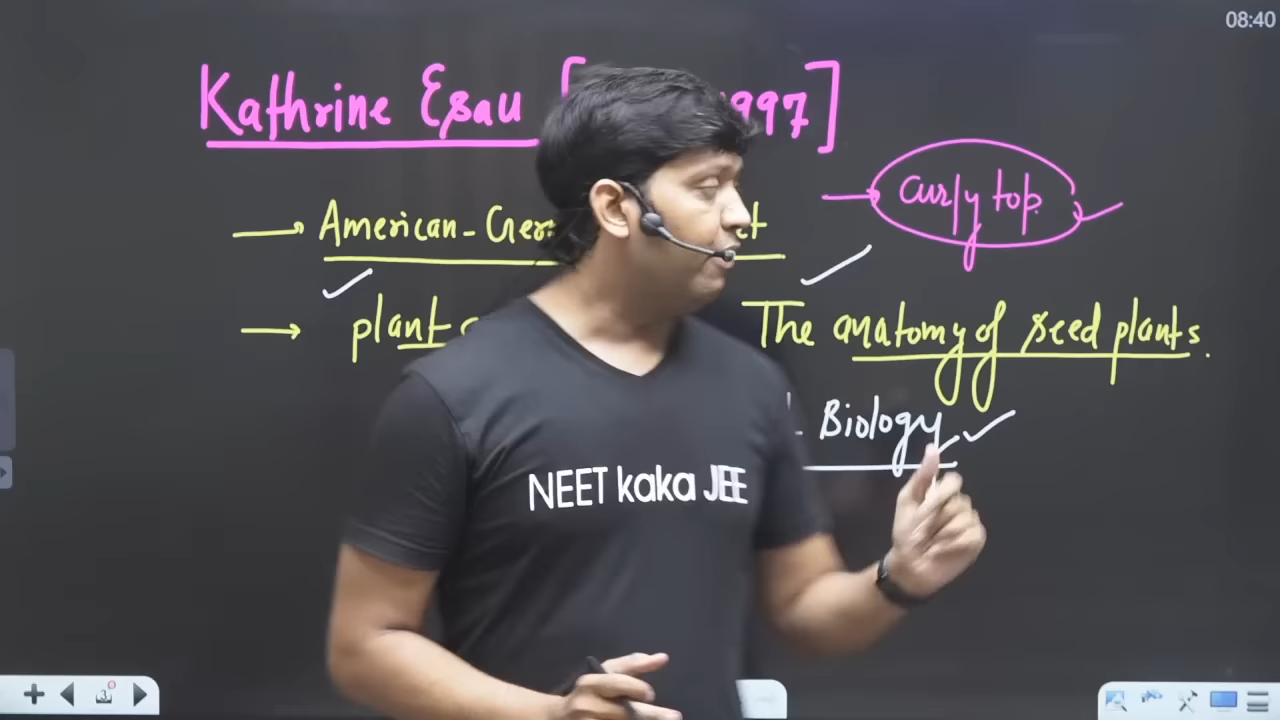 08:40
Kathrine Esau [ 997]
curly top
American-Ger
plant
The anatomy of seed plants.
Biology
NEET kaka JEE
3